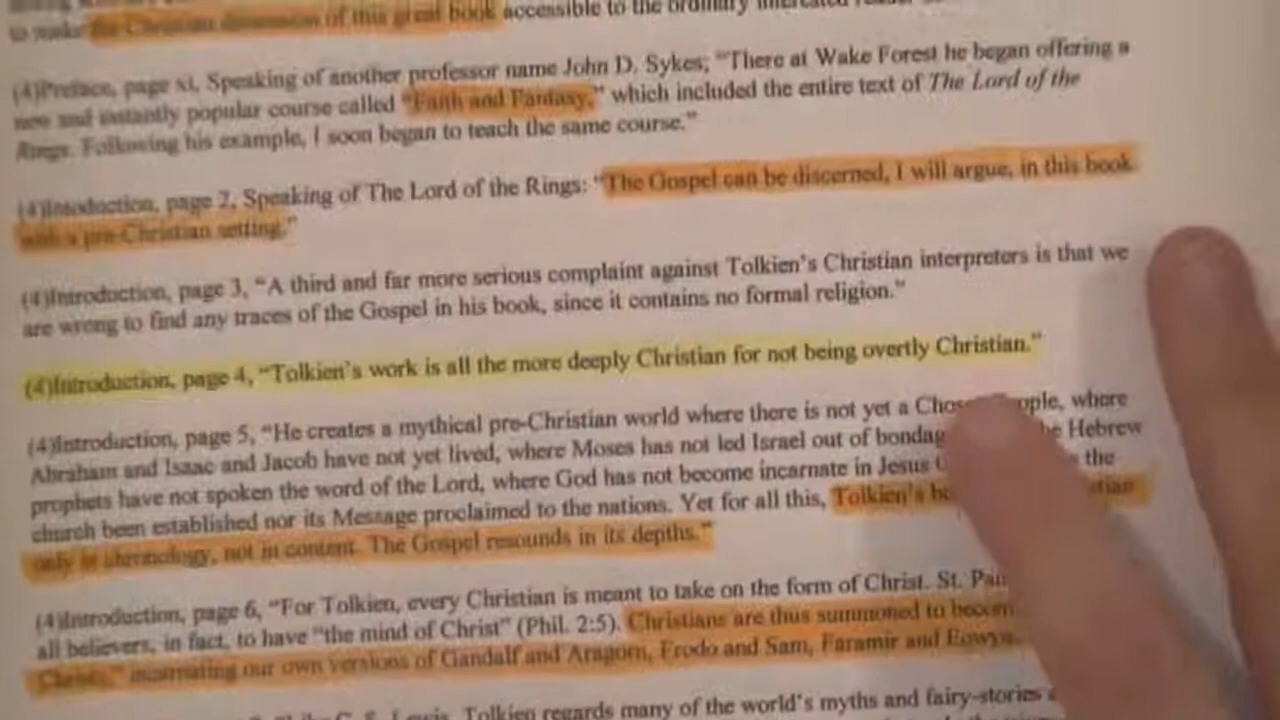 to make the Christian dimension of this great book accessible to the ordinary interested
(4)Preface, page xi, Speaking of another professor name John D. Sykes; "There at Wake Forest he began offering a
new and instantly popular course called "Faith and Fantasy," which included the entire text of The Lord of the
Rings. Following his example, I soon began to teach the same course."
(4)Intoduction, page 2, Speaking of The Lord of the Rings: "The Gospel can be discerned, I will argue, in this book
with a pre-Christian setting."
(4)Introduction, page 3, "A third and far more serious complaint against Tolkien's Christian interpreters is that we
are wrong to find any traces of the Gospel in his book, since it contains no formal religion."
(4)Introduction, page 4, "Tolkien's work is all the more deeply Christian for not being overtly Christian."
(4)Introduction, page 5, "He creates a mythical pre-Christian world where there is not yet a where
Abraham and Isaac and Jacob have not yet lived, where Moses has not led Israel out of Hebrew
prophets have not spoken the word of the Lord, where God has not become incarnate in Jesus the
church been established nor its Message proclaimed to the nations. Yet for all this, Tolkien's
only in chronology, not in content. The Gospel resounds in its depths."
(4)Introduction, page 6, "For Tolkien, every Christian is meant to take on the form of Christ. St.
all believers, in fact, to have "the mind of Christ" (Phil. 2:5). Christians are thus summoned to
our own versions of Gandalf and Aragorn, Frodo and Sam, Faramir and Eowyn.
C. S. Lewis, Tolkien regards many of the world's myths and fairy-stories